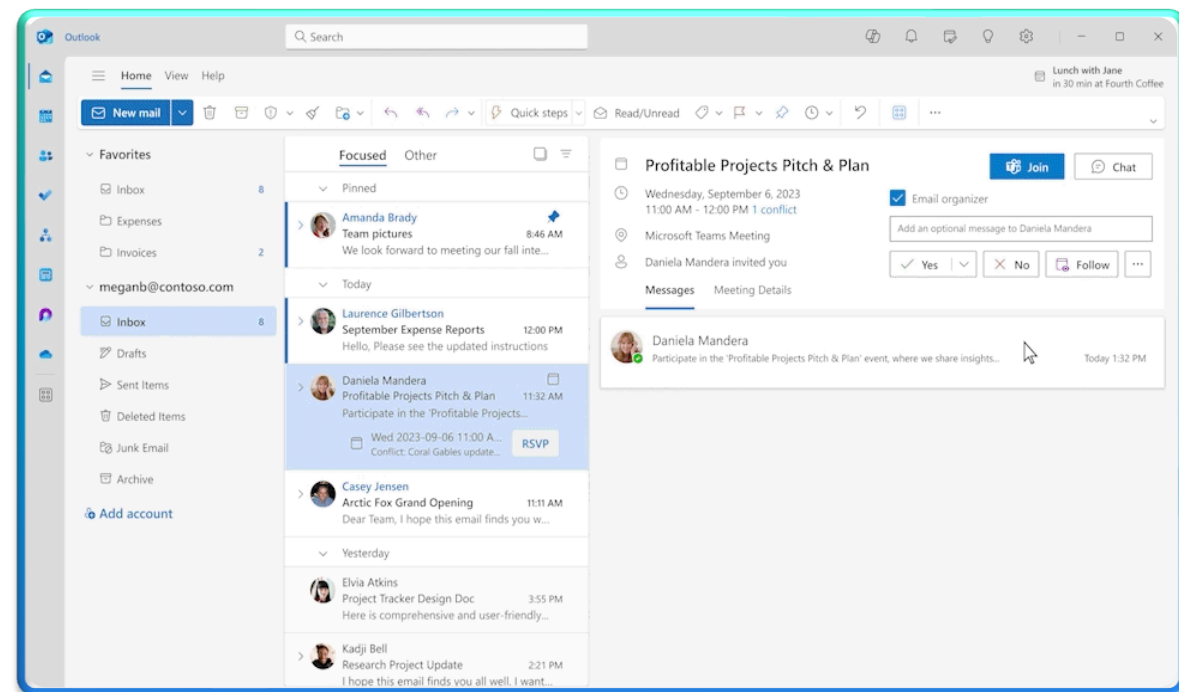 Outlook
Search
Home View Help
Lunch with Jane
in 30 min at Fourth Coffee
New mail
Quick steps
Read/Unread
Favorites
Inbox 8
Expenses
Invoices 2
meganb@contoso.com
Inbox 8
Drafts
Sent Items
Deleted Items
Junk Email
Archive
Add account
Focused Other
Pinned
Amanda Brady
Team pictures 8:46 AM
We look forward to meeting our fall inte...
Today
Laurence Gilbertson
September Expense Reports 12:00 PM
Hello, Please see the updated instructions
Daniela Mandera
Profitable Projects Pitch & Plan 11:32 AM
Participate in the 'Profitable Projects...
Wed 2023-09-06 11:00 A...
Conflict: Coral Gables update...
RSVP
Casey Jensen
Arctic Fox Grand Opening 11:11 AM
Dear Team, I hope this email finds you w...
Yesterday
Elvia Atkins
Project Tracker Design Doc 3:55 PM
Here is comprehensive and user-friendly...
Kadji Bell
Research Project Update 2:21 PM
I hope this email finds you all well. I want...
Profitable Projects Pitch & Plan
Join
Chat
Wednesday, September 6, 2023
11:00 AM - 12:00 PM 1 conflict
Microsoft Teams Meeting
Daniela Mandera invited you
Email organizer
Add an optional message to Daniela Mandera
Yes No Follow ...
Messages Meeting Details
Daniela Mandera
Participate in the 'Profitable Projects Pitch & Plan' event, where we share insights... Today 1:32 PM